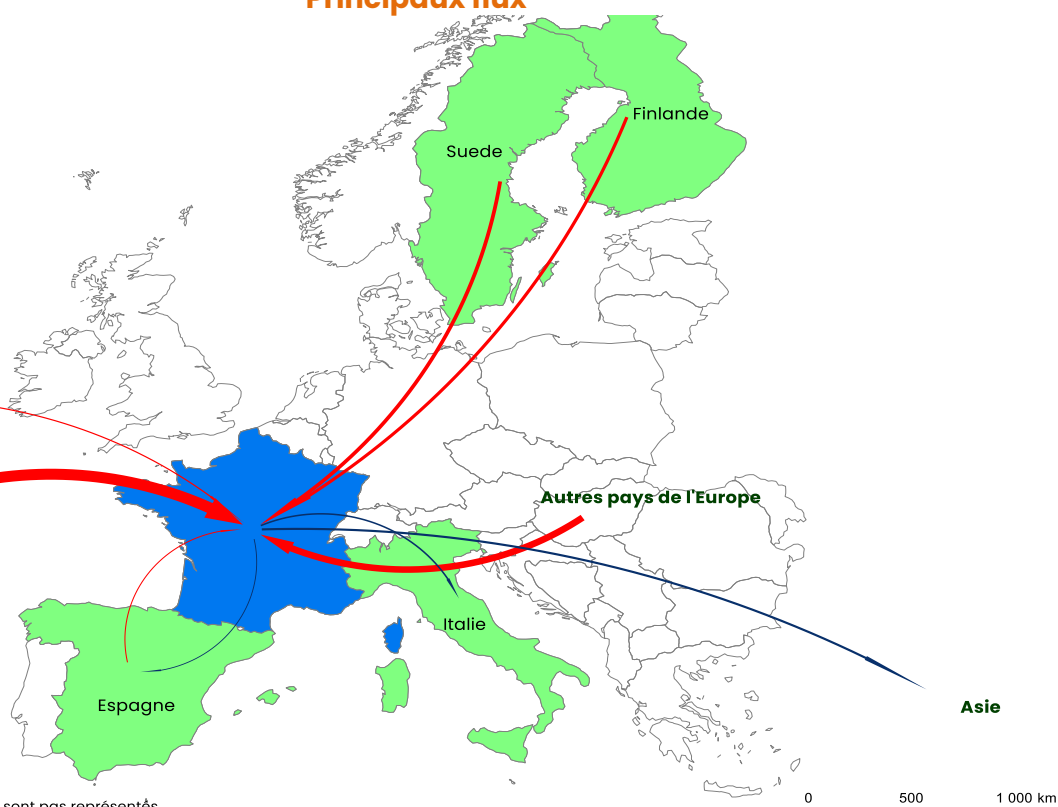 Principaux flux
Finlande
Suede
Autres pays de l'Europe
Italie
Espagne
Asie
0 500 1 000 km
sont pas représentés